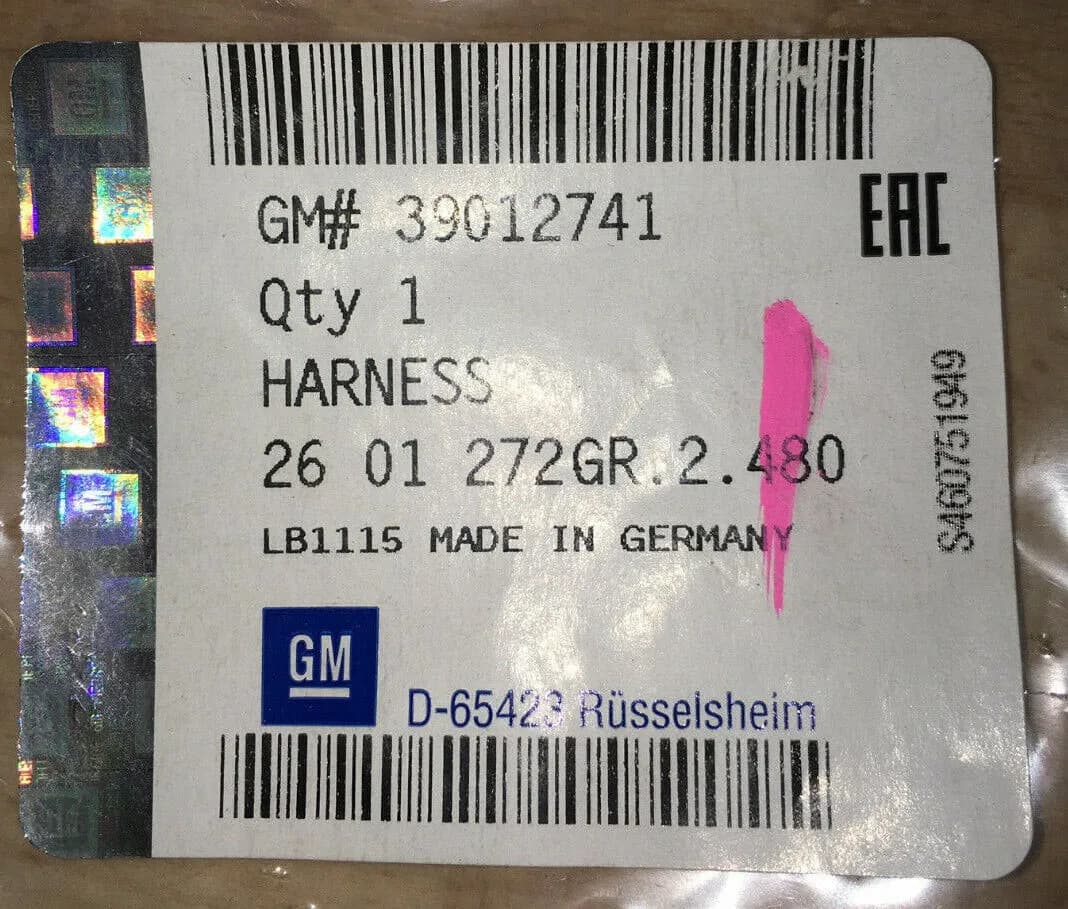 GM# 39012741
EAC
Qty 1
HARNESS
26 01 272GR.2.480
LB1115 MADE IN GERMANY
S460751949
GM
D-65423 Rüsselsheim